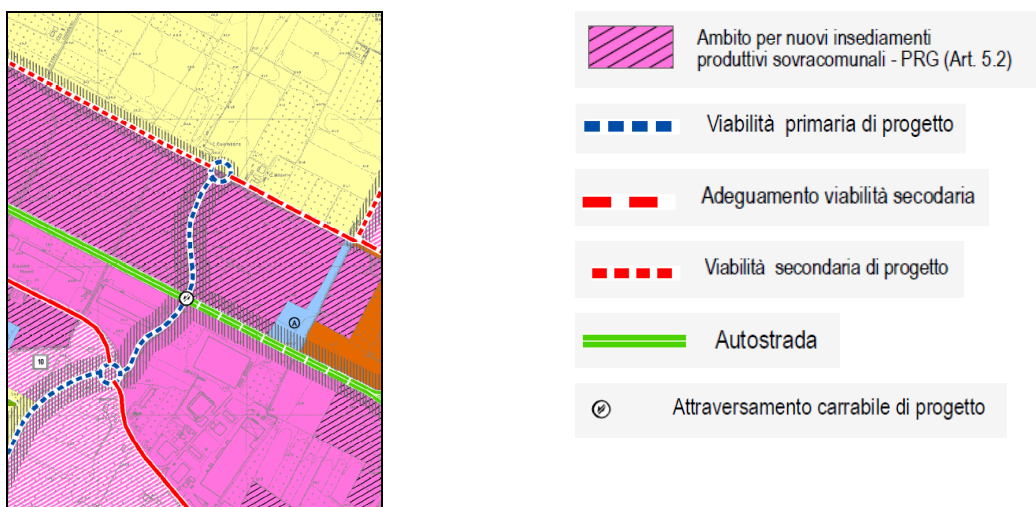 Ambito per nuovi insediamenti
produttivi sovracomunali - PRG (Art. 5.2)
Viabilità primaria di progetto
Adeguamento viabilità secodaria
Viabilità secondaria di progetto
Autostrada
Attraversamento carrabile di progetto
10
A